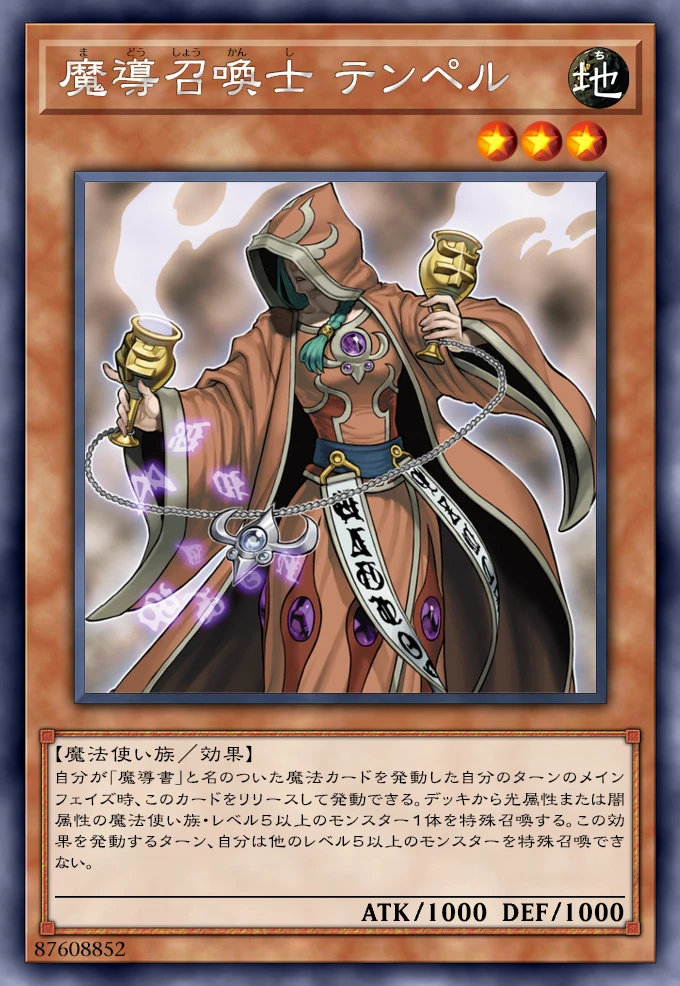 まどうしょうかんし
魔導召喚士 テンペル
ち
地
【魔法使い族／効果】
自分が「魔導書」と名のついた魔法カードを発動した自分のターンのメイン
フェイズ時、このカードをリリースして発動できる。デッキから光属性または闇
属性の魔法使い族・レベル５以上のモンスター１体を特殊召喚する。この効
果を発動するターン、自分は他のレベル５以上のモンスターを特殊召喚でき
ない。
ATK/1000 DEF/1000
87608852